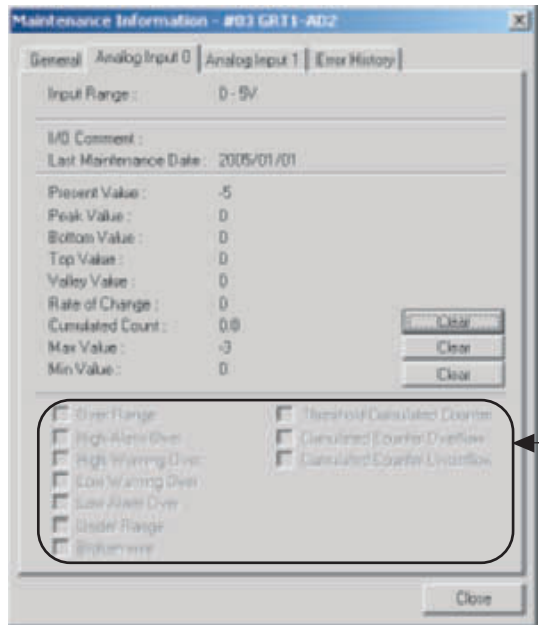 Maintenance Information - #03 GRT1-AD2
General Analog Input 0 Analog Input 1 Error History
Input Range : 0 - 5V
I/O Comment :
Last Maintenance Date : 2005/01/01
Present Value : -5
Peak Value : 0
Bottom Value : 0
Top Value : 0
Valley Value : 0
Rate of Change : 0
Cumulated Count : 0.0 Clear
Max Value : -3 Clear
Min Value : 0 Clear
Over Range Threshold Cumulated Counter
High Alarm Over Cumulated Counter Overflow
High Warning Over Cumulated Counter Underflow
Low Warning Over
Low Alarm Over
Under Range
Broken wire
Close